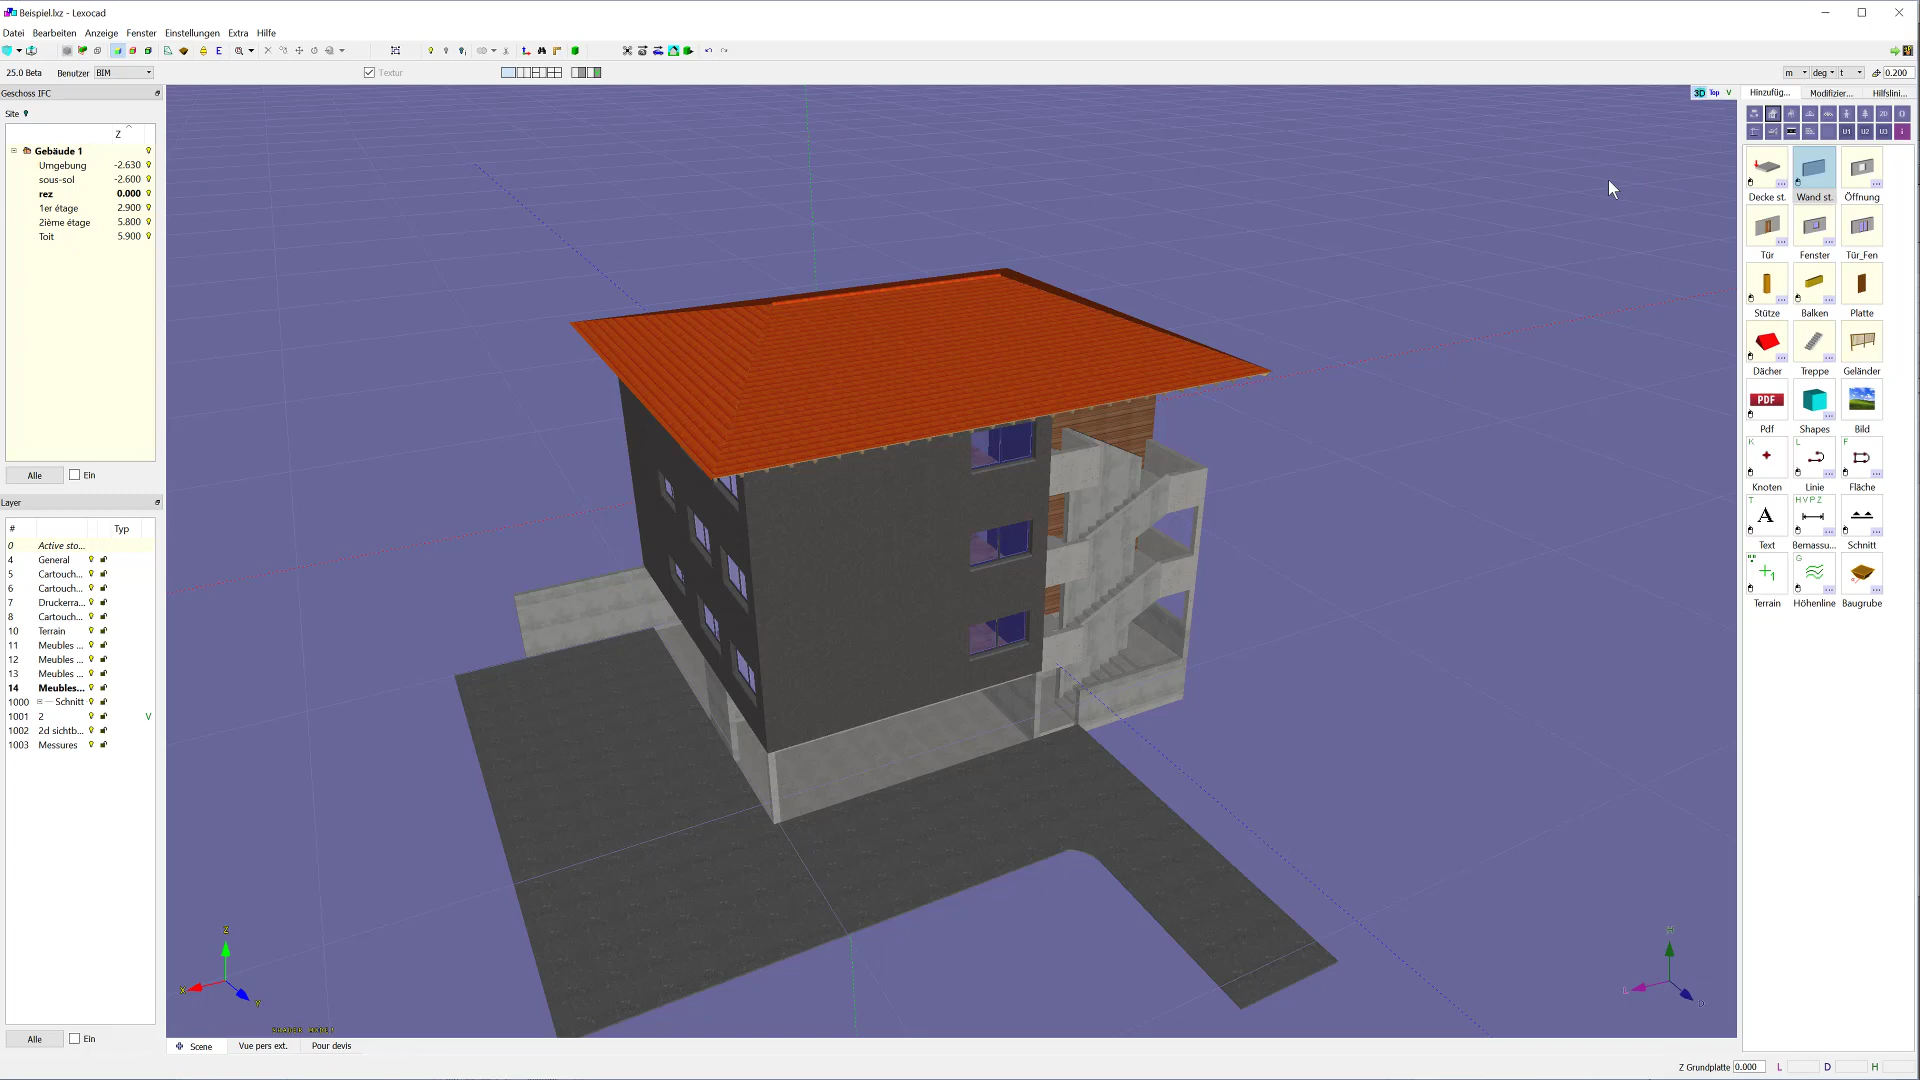 Beispiel.lxz - Lexocad
Datei Bearbeiten Anzeige Fenster Einstellungen Extra Hilfe
25.0 Beta Benutzer BIM Textur m deg t 0.200
Geschoss IFC
Site
Z
Gebäude 1
Umgebung -2.630
sous-sol -2.600
rez 0.000
1er étage 2.900
2ième étage 5.800
Toit 5.900
Alle Ein
Layer
# Typ
0 Active sto...
4 General
5 Cartouch...
6 Cartouch...
7 Druckerra...
8 Cartouch...
10 Terrain
11 Meubles ...
12 Meubles ...
13 Meubles ...
14 Meubles...
1000 Schnitt
1001 2 V
1002 2d sichtb...
1003 Messures
Alle Ein
3D Top V
Z
X
Y
H
L
D
Scene Vue pers ext. Pour devis
Hinzufüg... Modifizier... Hilfslini...
2D
U1 U2 U3
Decke st. Wand st. Öffnung
Tür Fenster Tür_Fen
Stütze Balken Platte
Dächer Treppe Geländer
PDF
Pdf Shapes Bild
K L F
Knoten Linie Fläche
T H V P Z
A
Text Bemassu... Schnitt
G
+1
Terrain Höhenline Baugrube
Z Grundplatte 0.000 L D H